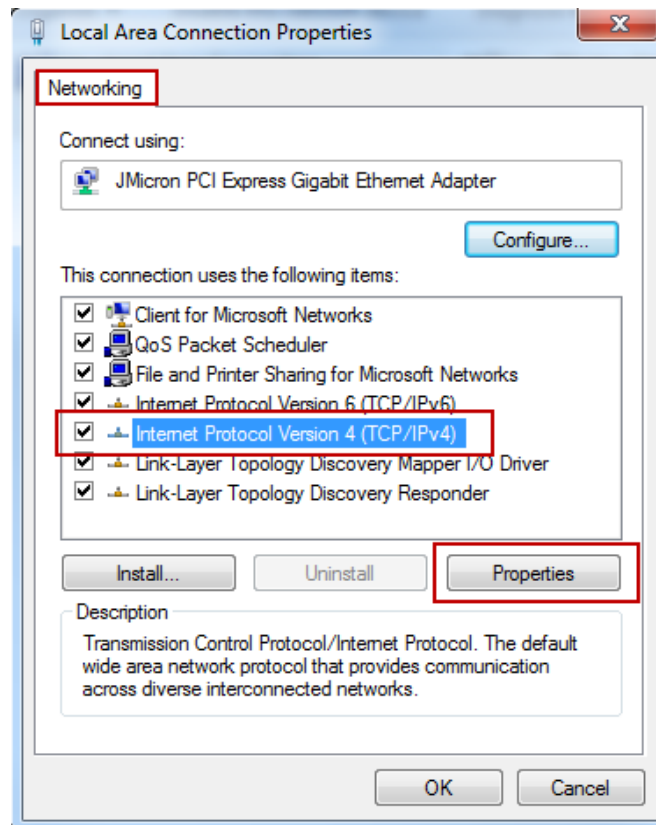 Local Area Connection Properties
x
Networking
Connect using:
JMicron PCI Express Gigabit Ethernet Adapter
Configure...
This connection uses the following items:
Client for Microsoft Networks
QoS Packet Scheduler
File and Printer Sharing for Microsoft Networks
Internet Protocol Version 6 (TCP/IPv6)
Internet Protocol Version 4 (TCP/IPv4)
Link-Layer Topology Discovery Mapper I/O Driver
Link-Layer Topology Discovery Responder
Install...
Uninstall
Properties
Description
Transmission Control Protocol/Internet Protocol. The default
wide area network protocol that provides communication
across diverse interconnected networks.
OK
Cancel